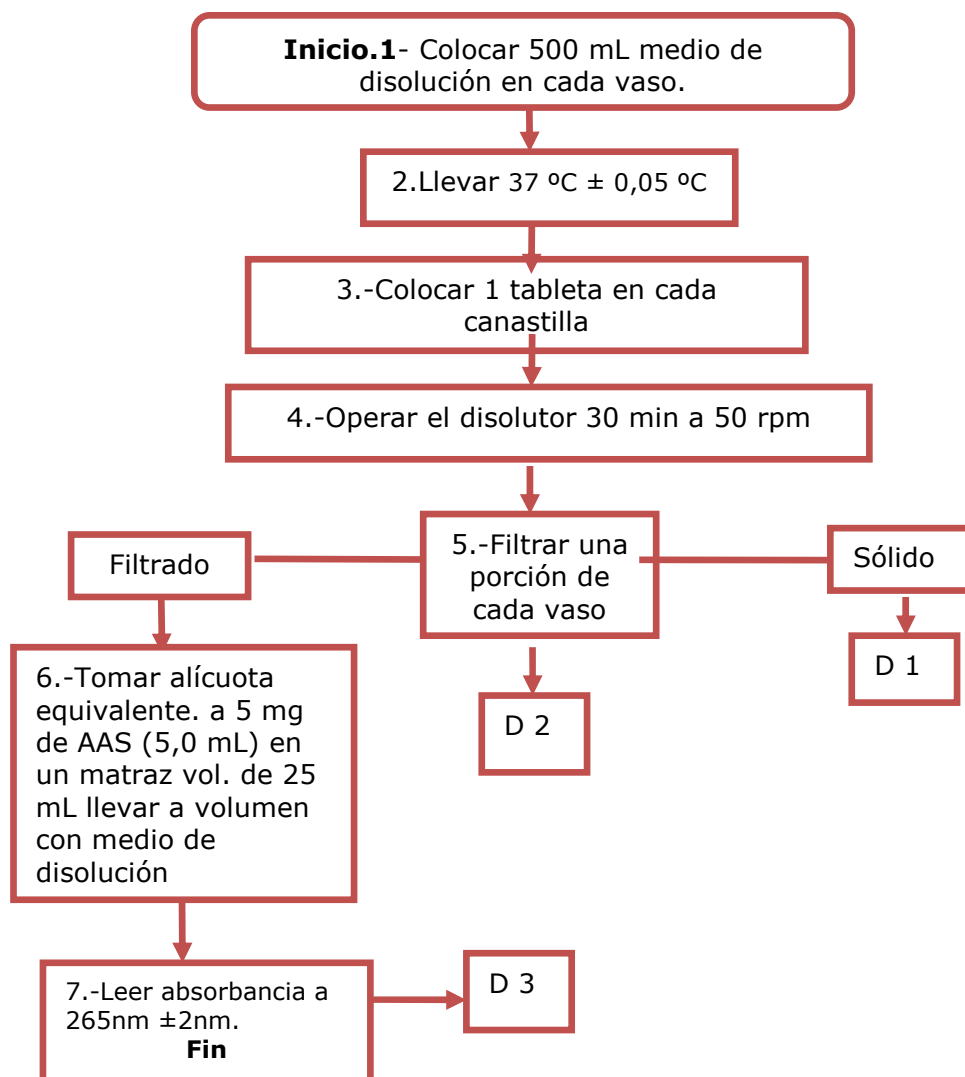 Inicio.1- Colocar 500 mL medio de
disolución en cada vaso.
2.Llevar 37 ºC ± 0,05 ºC
3.-Colocar 1 tableta en cada
canastilla
4.-Operar el disolutor 30 min a 50 rpm
5.-Filtrar una
porción de
cada vaso
Filtrado
Sólido
D 1
D 2
6.-Tomar alícuota
equivalente. a 5 mg
de AAS (5,0 mL) en
un matraz vol. de 25
mL llevar a volumen
con medio de
disolución
7.-Leer absorbancia a
265nm ±2nm.
Fin
D 3